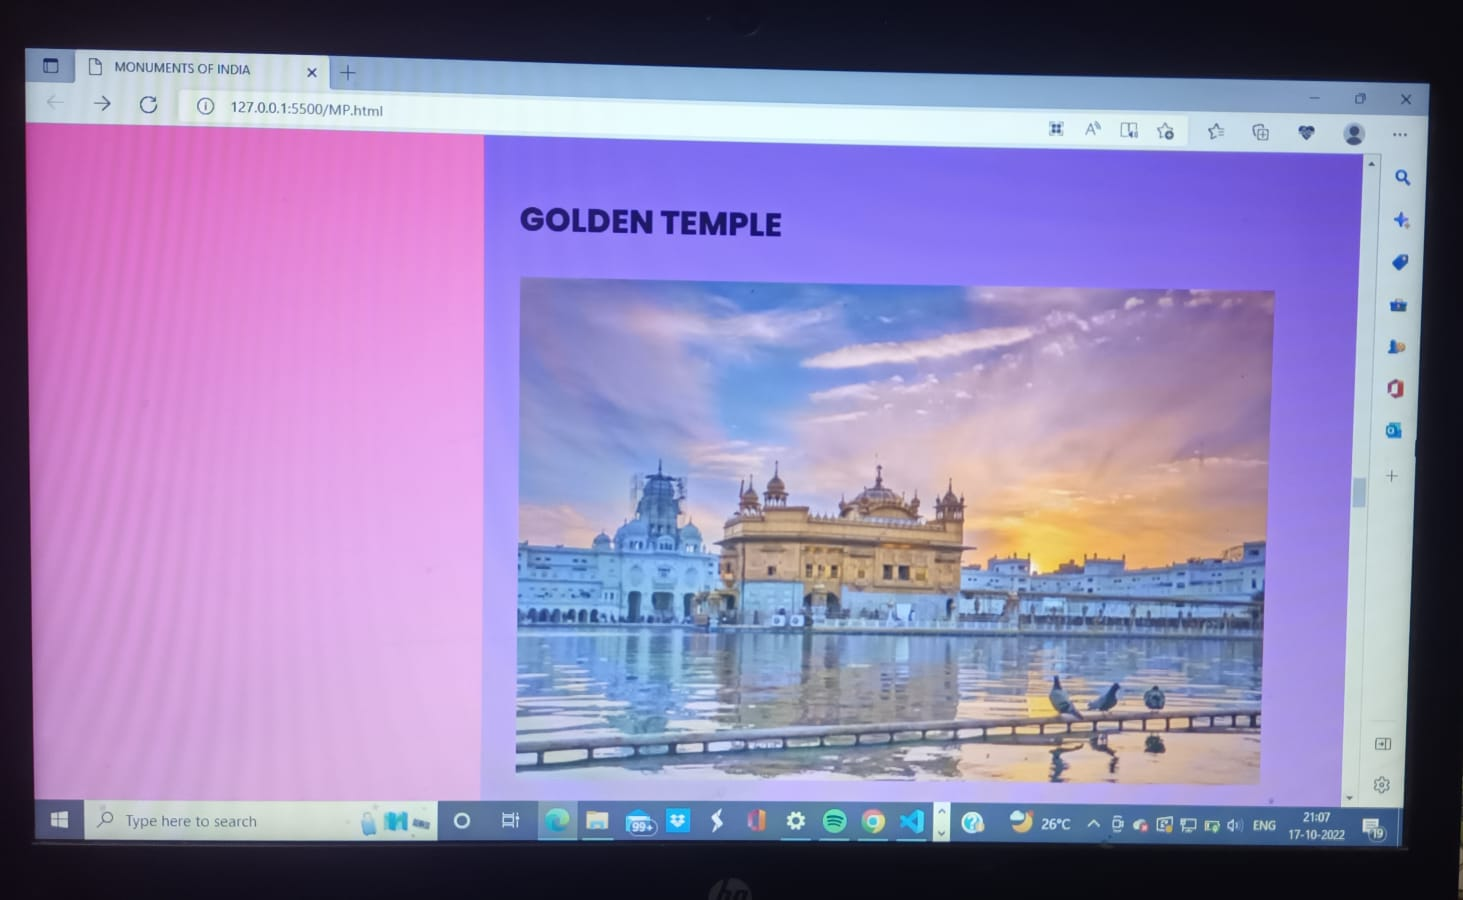 MONUMENTS OF INDIA
127.0.0.1:5500/MP.html
GOLDEN TEMPLE
Type here to search
99+
26°C
ENG
21:07
17-10-2022
19
hp